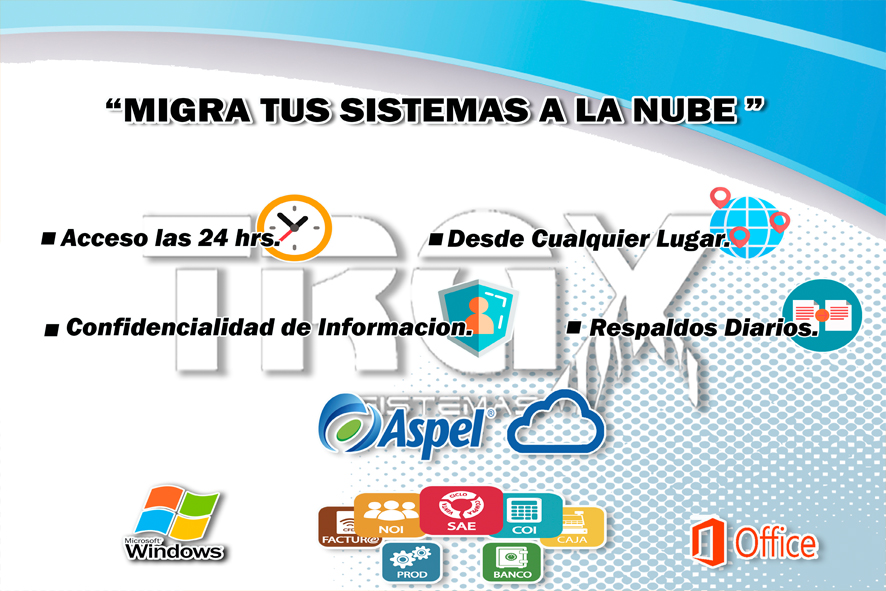 “MIGRA TUS SISTEMAS A LA NUBE ”
Acceso las 24 hrs.
Desde Cualquier Lugar.
Confidencialidad de Informacion.
Respaldos Diarios.
TRGX
SISTEMAS
Aspel®
Microsoft
Windows
NOI
SAE
COI
CAJA
PROD
BANCO
Office